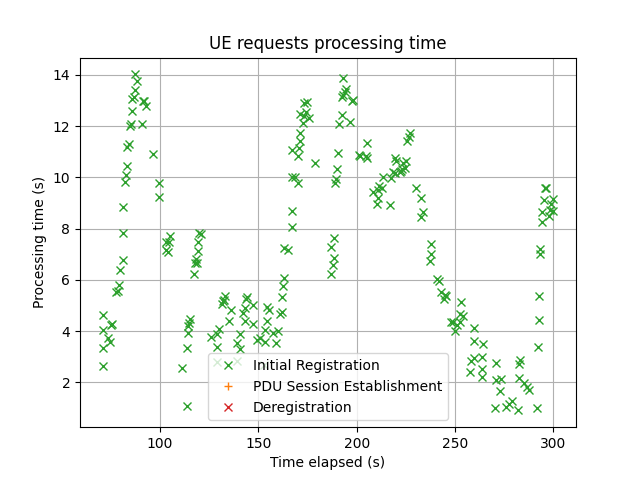 UE requests processing time
14
12
10
8
6
4
2
Processing time (s)
Initial Registration
PDU Session Establishment
Deregistration
100
150
200
250
300
Time elapsed (s)